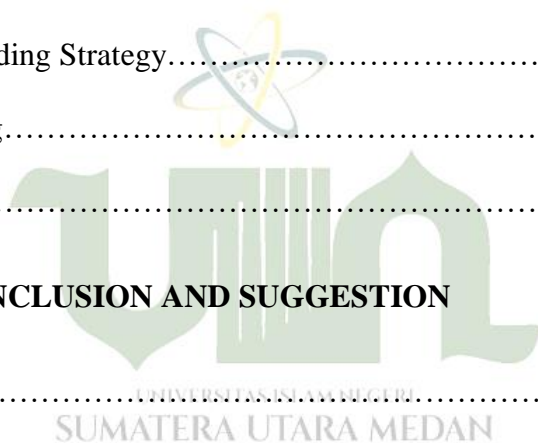 ding Strategy……………………………….
g………………………………………………….
………………………………………………….
NCLUSION AND SUGGESTION
………………………………………………….
UNIVERSITAS ISLAM NEGERI
SUMATERA UTARA MEDAN